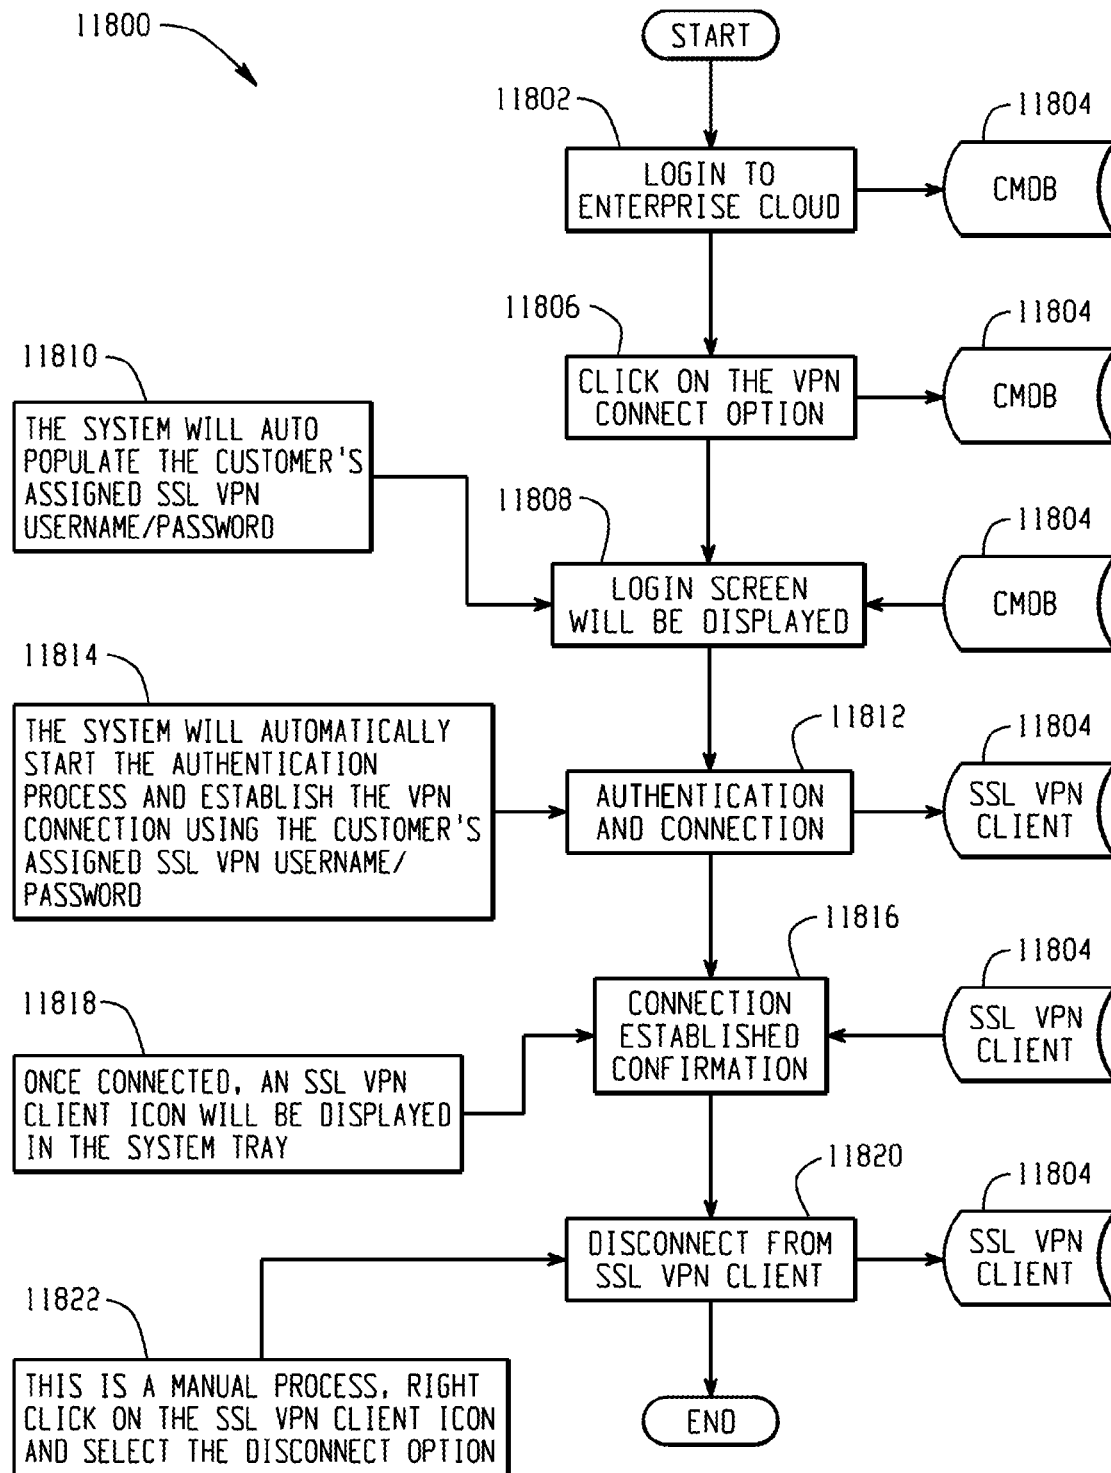 11800
START
11802
LOGIN TO
ENTERPRISE CLOUD
11804
CMDB
11806
CLICK ON THE VPN
CONNECT OPTION
11804
CMDB
11810
THE SYSTEM WILL AUTO
POPULATE THE CUSTOMER'S
ASSIGNED SSL VPN
USERNAME/PASSWORD
11808
LOGIN SCREEN
WILL BE DISPLAYED
11804
CMDB
11814
THE SYSTEM WILL AUTOMATICALLY
START THE AUTHENTICATION
PROCESS AND ESTABLISH THE VPN
CONNECTION USING THE CUSTOMER'S
ASSIGNED SSL VPN USERNAME/
PASSWORD
11812
AUTHENTICATION
AND CONNECTION
11804
SSL VPN
CLIENT
11818
ONCE CONNECTED, AN SSL VPN
CLIENT ICON WILL BE DISPLAYED
IN THE SYSTEM TRAY
11816
CONNECTION
ESTABLISHED
CONFIRMATION
11804
SSL VPN
CLIENT
11820
DISCONNECT FROM
SSL VPN CLIENT
11804
SSL VPN
CLIENT
11822
THIS IS A MANUAL PROCESS, RIGHT
CLICK ON THE SSL VPN CLIENT ICON
AND SELECT THE DISCONNECT OPTION
END